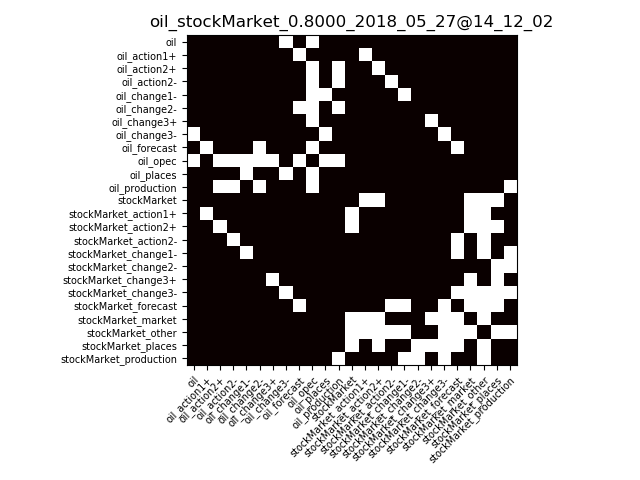 oil_stockMarket_0.8000_2018_05_27@14_12_02
oil
oil_action1+
oil_action2+
oil_action2-
oil_change1-
oil_change2-
oil_change3+
oil_change3-
oil_forecast
oil_opec
oil_places
oil_production
stockMarket
stockMarket_action1+
stockMarket_action2+
stockMarket_action2-
stockMarket_change1-
stockMarket_change2-
stockMarket_change3+
stockMarket_change3-
stockMarket_forecast
stockMarket_market
stockMarket_other
stockMarket_places
stockMarket_production
oil
oil_action1+
oil_action2+
oil_action2-
oil_change1-
oil_change2-
oil_change3+
oil_change3-
oil_forecast
oil_opec
oil_places
oil_production
stockMarket
stockMarket_action1+
stockMarket_action2+
stockMarket_action2-
stockMarket_change1-
stockMarket_change2-
stockMarket_change3+
stockMarket_change3-
stockMarket_forecast
stockMarket_market
stockMarket_other
stockMarket_places
stockMarket_production